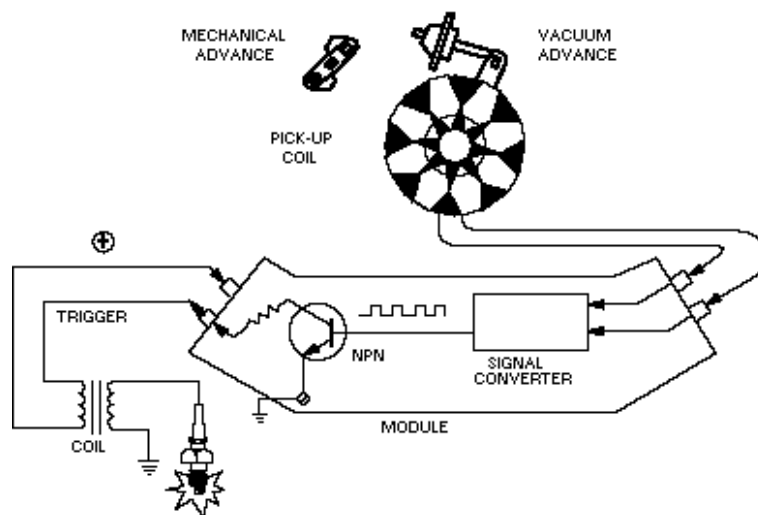 MECHANICAL
ADVANCE
VACUUM
ADVANCE
PICK-UP
COIL
TRIGGER
NPN
SIGNAL
CONVERTER
COIL
MODULE